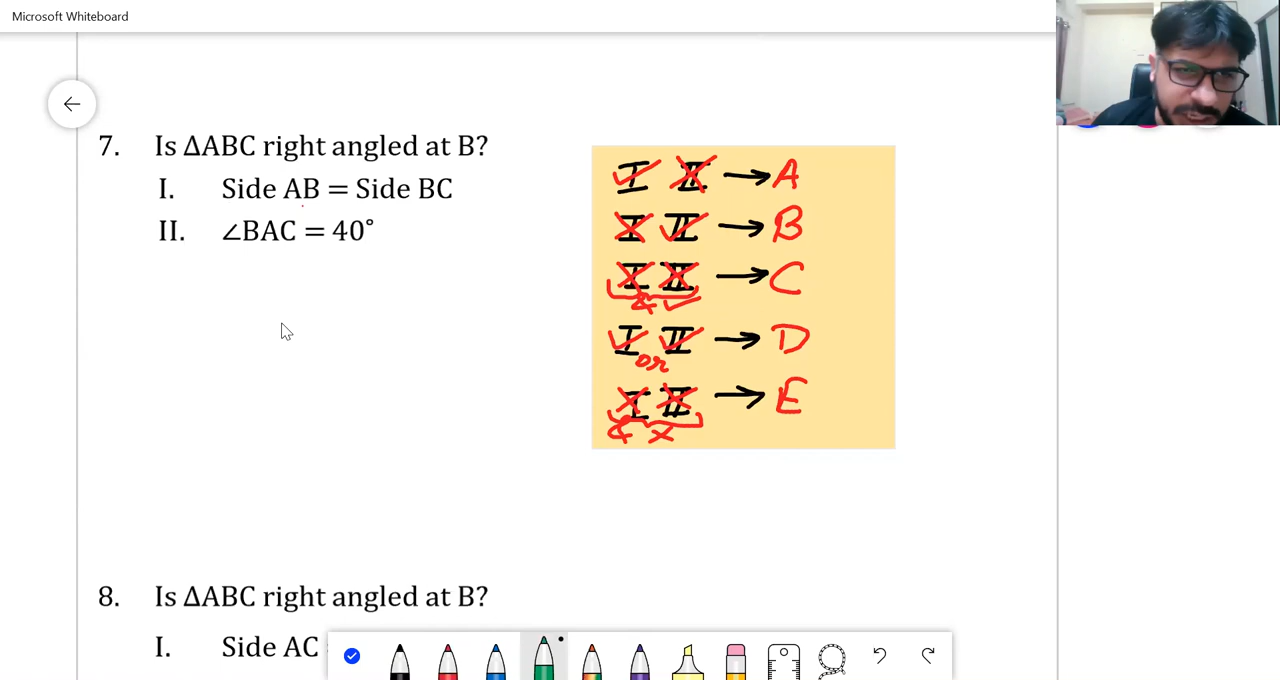 Microsoft Whiteboard
7. Is ΔABC right angled at B?
I. Side AB = Side BC
II. ∠BAC = 40°
I II → A
I II → B
I II → C
&
I II → D
or
I II → E
&
8. Is ΔABC right angled at B?
I. Side AC